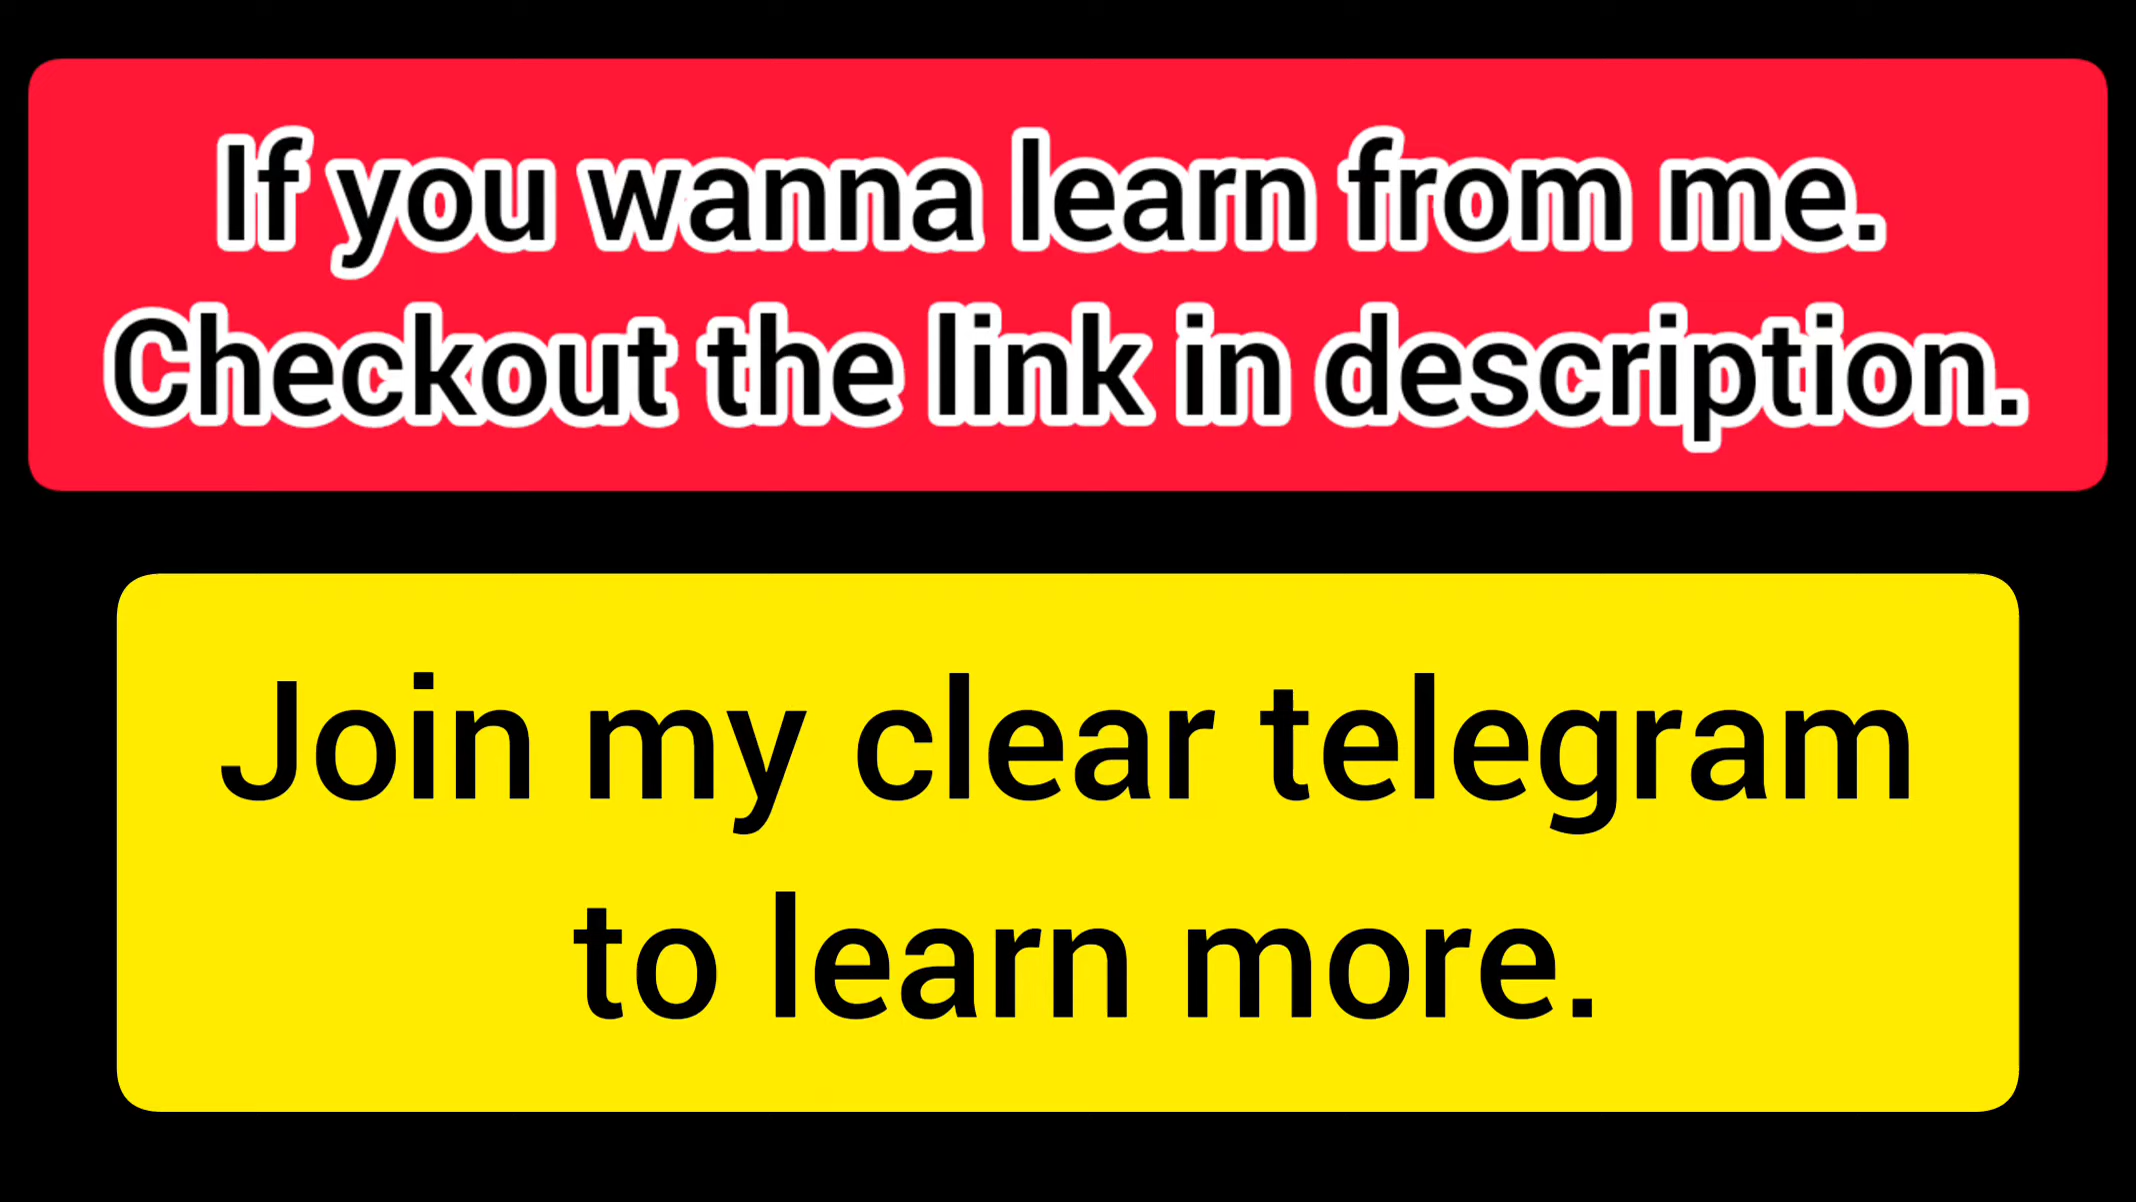 If you wanna learn from me.
Checkout the link in description.
Join my clear telegram
to learn more.